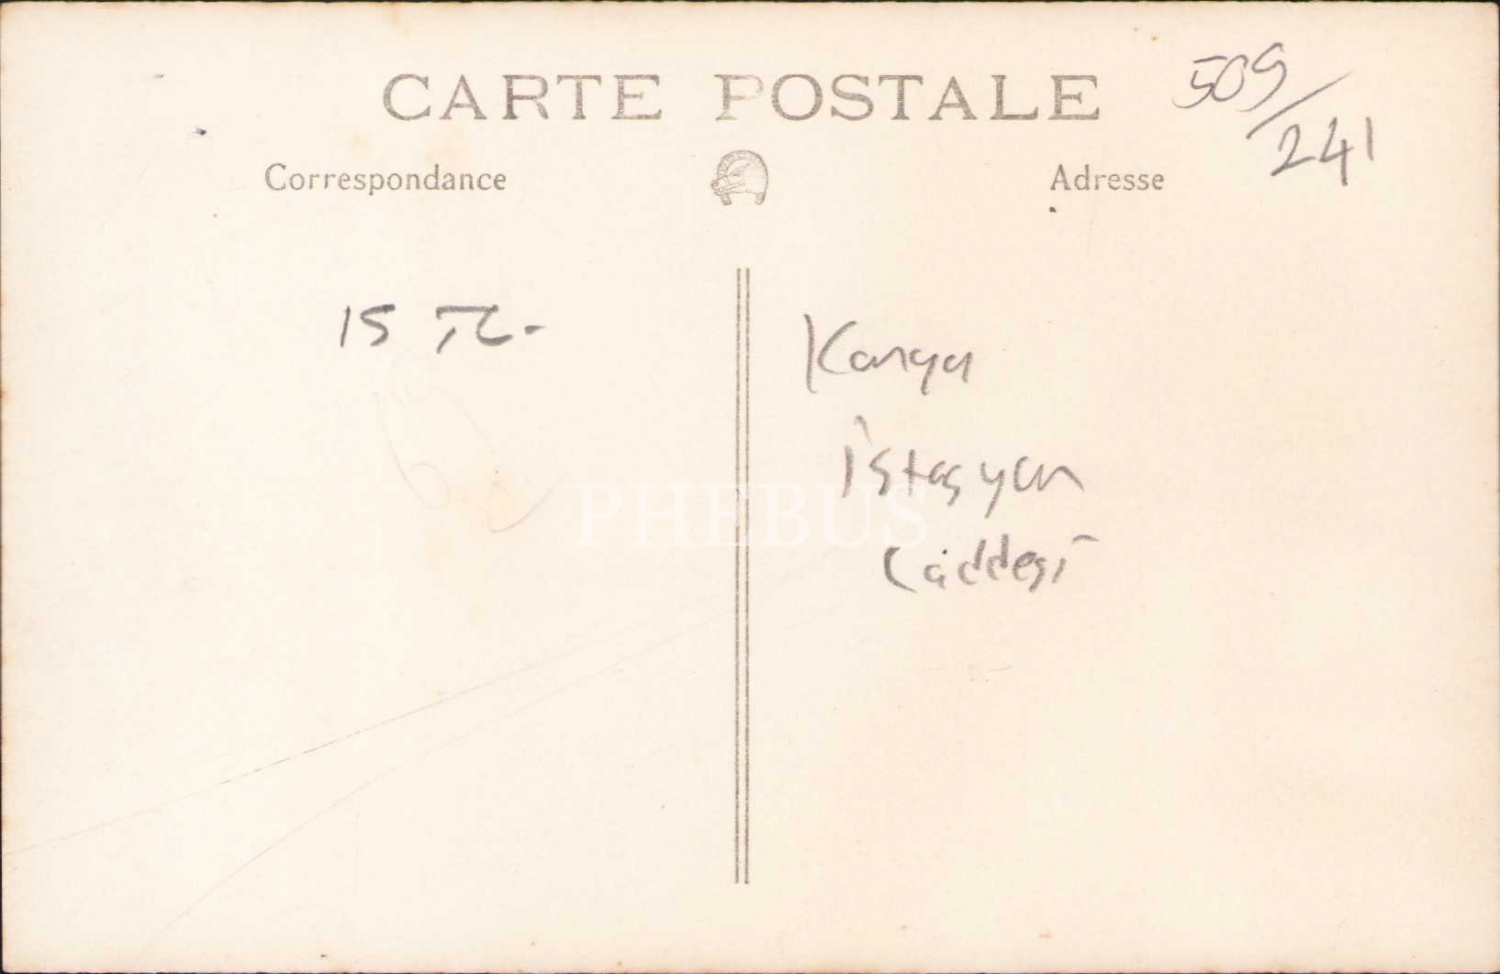 CARTE POSTALE
509/241
Correspondance
Adresse
15 TL-
Konya
İstasyon
Caddesi
PHEBUS